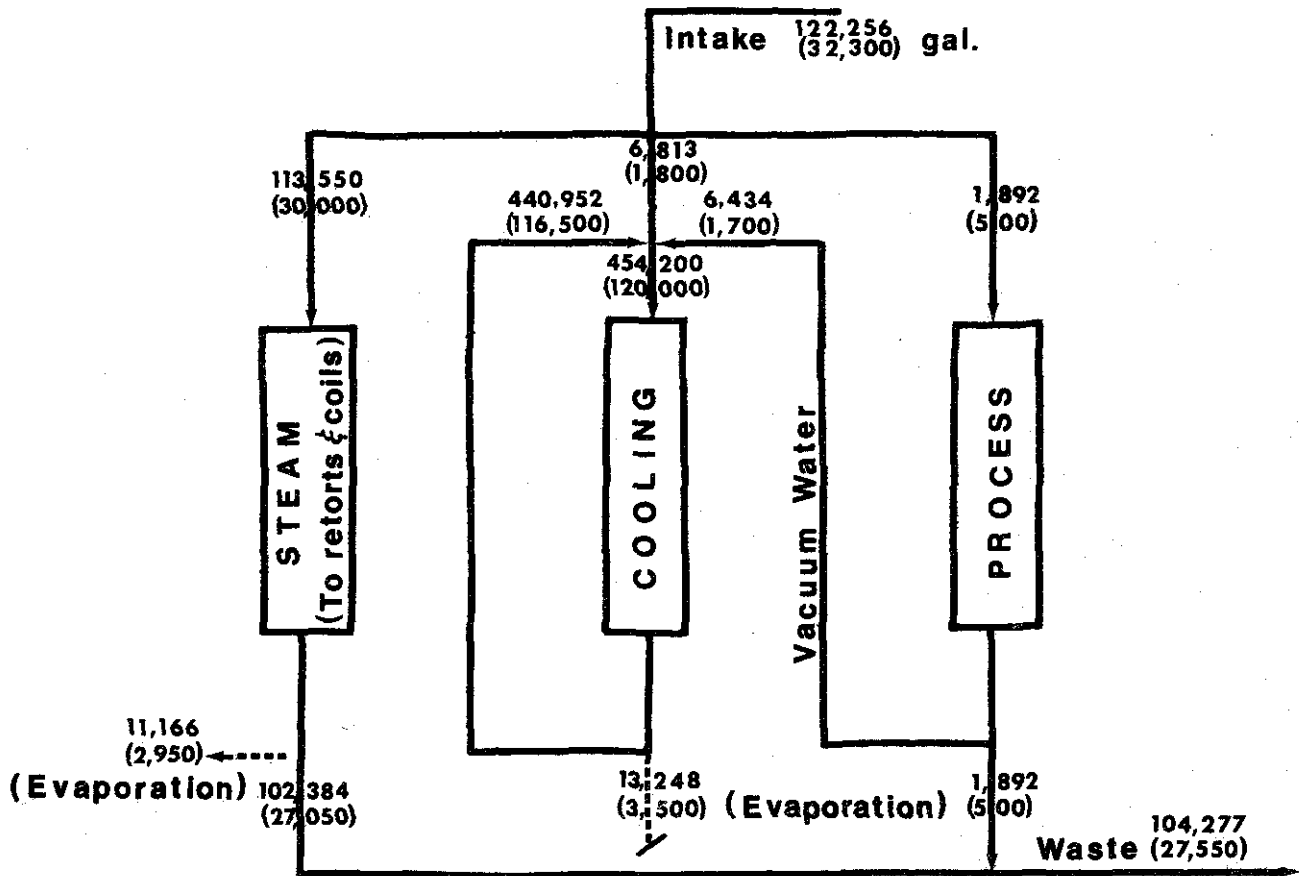 Intake 122,256
(32,300) gal.
6,813
(1,800)
113,550
(30,000)
440,952
(116,500)
6,434
(1,700)
1,892
(500)
454,200
(120,000)
STEAM
(To retorts & coils)
COOLING
Vacuum Water
PROCESS
11,166
(2,950)
(Evaporation)
102,384
(27,050)
13,248
(3,500)
(Evaporation)
1,892
(500)
Waste 104,277
(27,550)